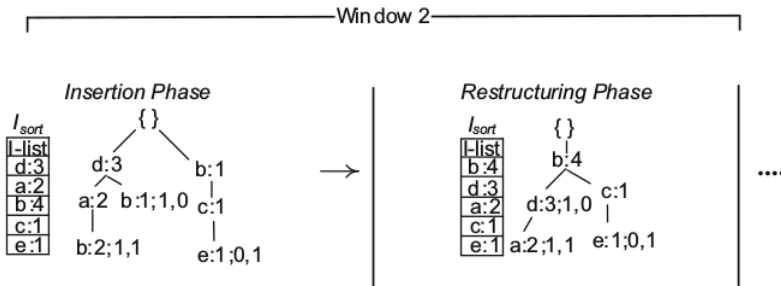 Window 2
Insertion Phase
I_sort
{ }
I-list
d:3
a:2
b:4
c:1
e:1
d:3
b:1
a:2
b:1;1,0
c:1
b:2;1,1
e:1;0,1
Restructuring Phase
I_sort
{ }
I-list
b:4
d:3
a:2
c:1
e:1
b:4
c:1
d:3;1,0
a:2;1,1
e:1;0,1
....